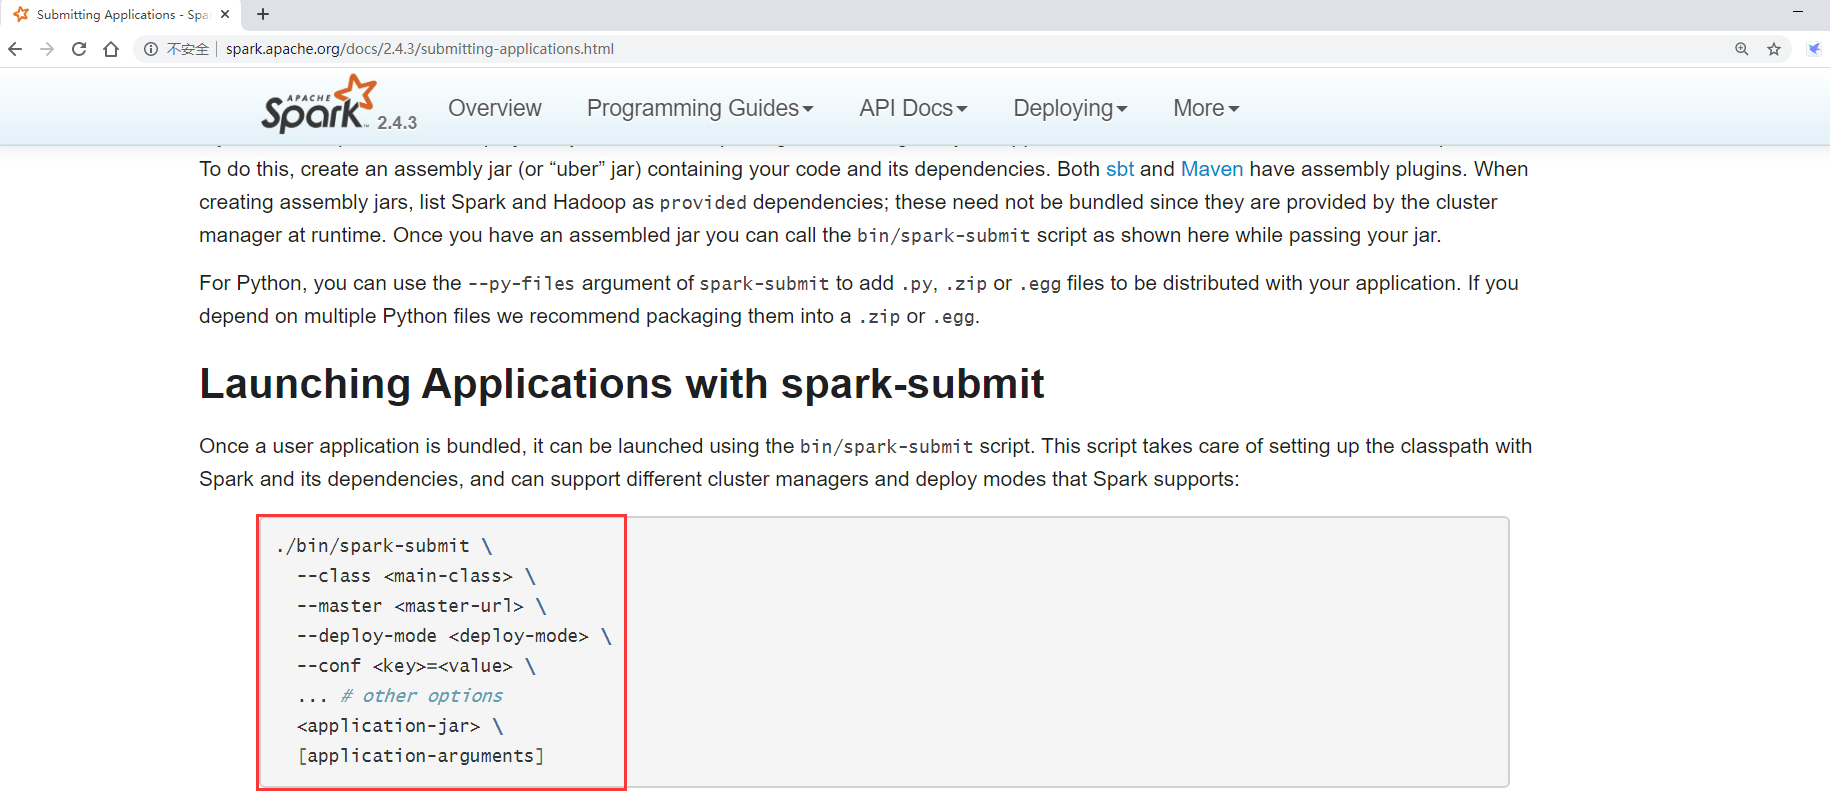 Submitting Applications - Spa
不安全 spark.apache.org/docs/2.4.3/submitting-applications.html
APACHE Spark™ 2.4.3 Overview Programming Guides API Docs Deploying More
To do this, create an assembly jar (or “uber” jar) containing your code and its dependencies. Both sbt and Maven have assembly plugins. When
creating assembly jars, list Spark and Hadoop as provided dependencies; these need not be bundled since they are provided by the cluster
manager at runtime. Once you have an assembled jar you can call the bin/spark-submit script as shown here while passing your jar.
For Python, you can use the --py-files argument of spark-submit to add .py, .zip or .egg files to be distributed with your application. If you
depend on multiple Python files we recommend packaging them into a .zip or .egg.
Launching Applications with spark-submit
Once a user application is bundled, it can be launched using the bin/spark-submit script. This script takes care of setting up the classpath with
Spark and its dependencies, and can support different cluster managers and deploy modes that Spark supports:
./bin/spark-submit \
--class <main-class> \
--master <master-url> \
--deploy-mode <deploy-mode> \
--conf <key>=<value> \
... # other options
<application-jar> \
[application-arguments]